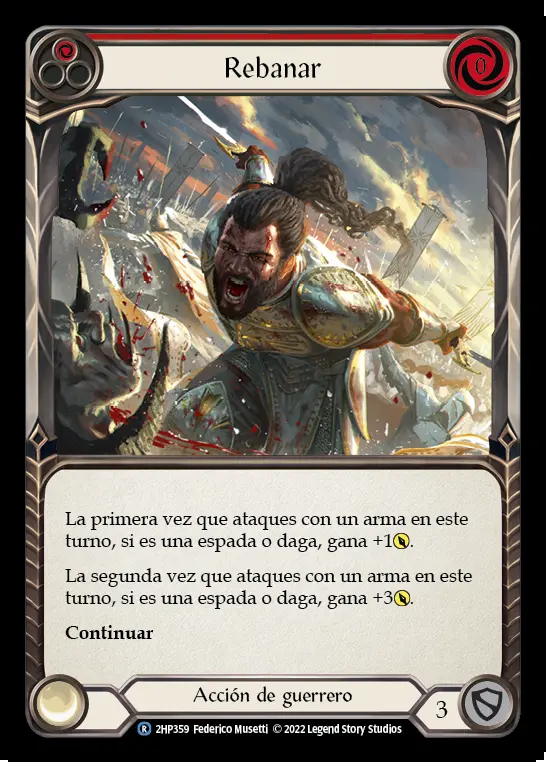 Rebanar
0
La primera vez que ataques con un arma en este
turno, si es una espada o daga, gana +1.
La segunda vez que ataques con un arma en este
turno, si es una espada o daga, gana +3.
Continuar
Acción de guerrero
3
R 2HP359 Federico Musetti © 2022 Legend Story Studios